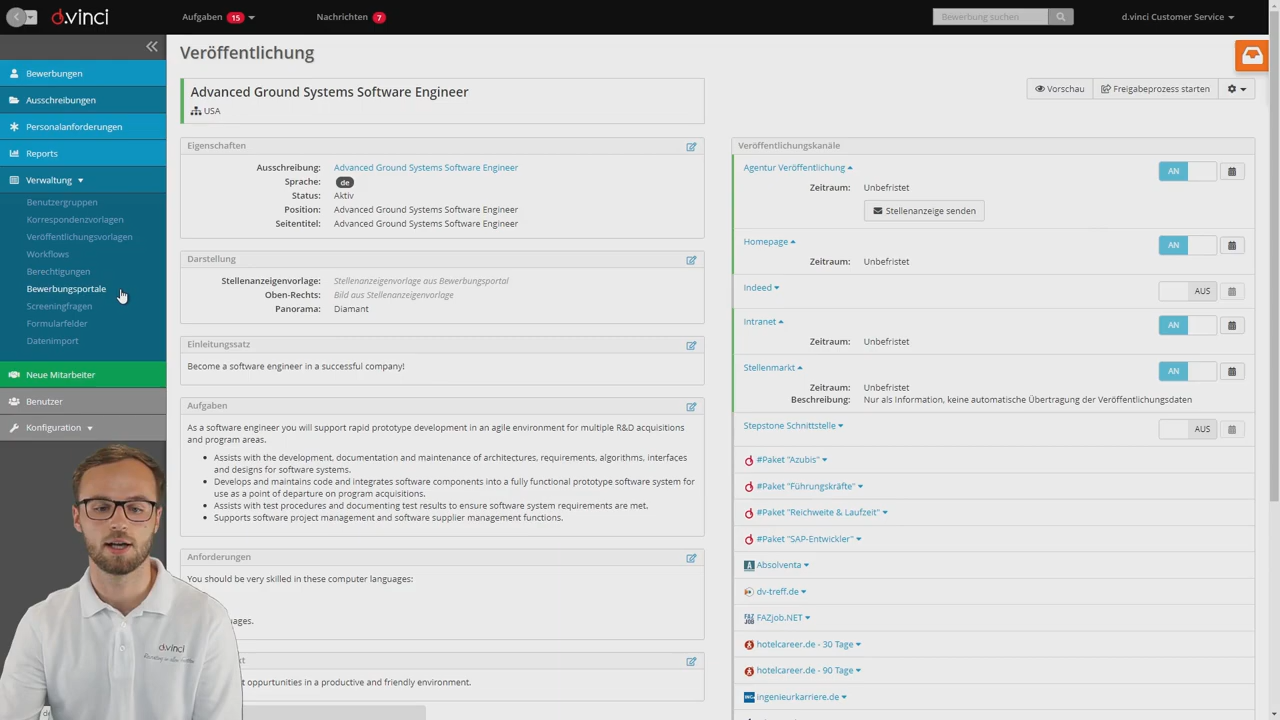 d.vinci
Aufgaben 15
Nachrichten 7
Bewerbung suchen
d.vinci Customer Service
Bewerbungen
Ausschreibungen
Personalanforderungen
Reports
Verwaltung
Benutzergruppen
Korrespondenzvorlagen
Veröffentlichungsvorlagen
Workflows
Berechtigungen
Bewerbungsportale
Screeningfragen
Formularfelder
Datenimport
Neue Mitarbeiter
Benutzer
Konfiguration
Veröffentlichung
Advanced Ground Systems Software Engineer
USA
Vorschau
Freigabeprozess starten
Eigenschaften
Ausschreibung: Advanced Ground Systems Software Engineer
Sprache: de
Status: Aktiv
Position: Advanced Ground Systems Software Engineer
Seitentitel: Advanced Ground Systems Software Engineer
Darstellung
Stellenanzeigenvorlage: Stellenanzeigenvorlage aus Bewerbungsportal
Oben-Rechts: Bild aus Stellenanzeigenvorlage
Panorama: Diamant
Einleitungssatz
Become a software engineer in a successful company!
Aufgaben
As a software engineer you will support rapid prototype development in an agile environment for multiple R&D acquisitions
and program areas.
Assists with the development, documentation and maintenance of architectures, requirements, algorithms, interfaces
and designs for software systems.
Develops and maintains code and integrates software components into a fully functional prototype software system for
use as a point of departure on program acquisitions.
Assists with test procedures and documenting test results to ensure software system requirements are met.
Supports software project management and software supplier management functions.
Anforderungen
You should be very skilled in these computer languages:
opportunities in a productive and friendly environment.
Veröffentlichungskanäle
Agentur Veröffentlichung AN
Zeitraum: Unbefristet
Stellenanzeige senden
Homepage AN
Zeitraum: Unbefristet
Indeed AUS
Intranet AN
Zeitraum: Unbefristet
Stellenmarkt AN
Zeitraum: Unbefristet
Beschreibung: Nur als Information, keine automatische Übertragung der Veröffentlichungsdaten
Stepstone Schnittstelle AUS
#Paket "Azubis"
#Paket "Führungskräfte"
#Paket "Reichweite & Laufzeit"
#Paket "SAP-Entwickler"
Absolventa
dv-treff.de
FAZjob.NET
hotelcareer.de - 30 Tage
hotelcareer.de - 90 Tage
ingenieurkarriere.de
d.vinci